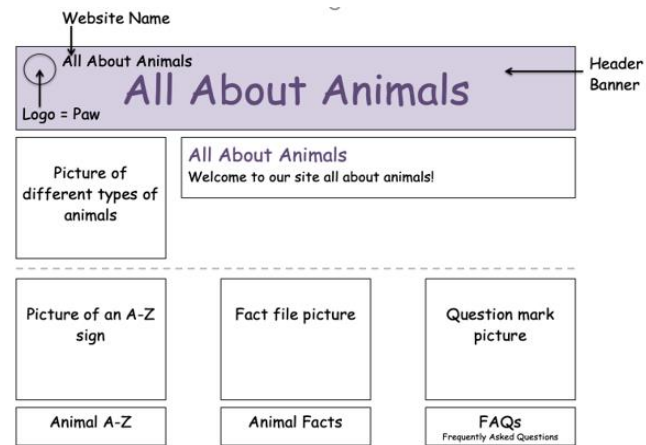 Website Name
All About Animals
All About Animals
Header
Banner
Logo = Paw
Picture of
different types of
animals
All About Animals
Welcome to our site all about animals!
Picture of an A-Z
sign
Fact file picture
Question mark
picture
Animal A-Z
Animal Facts
FAQs
Frequently Asked Questions